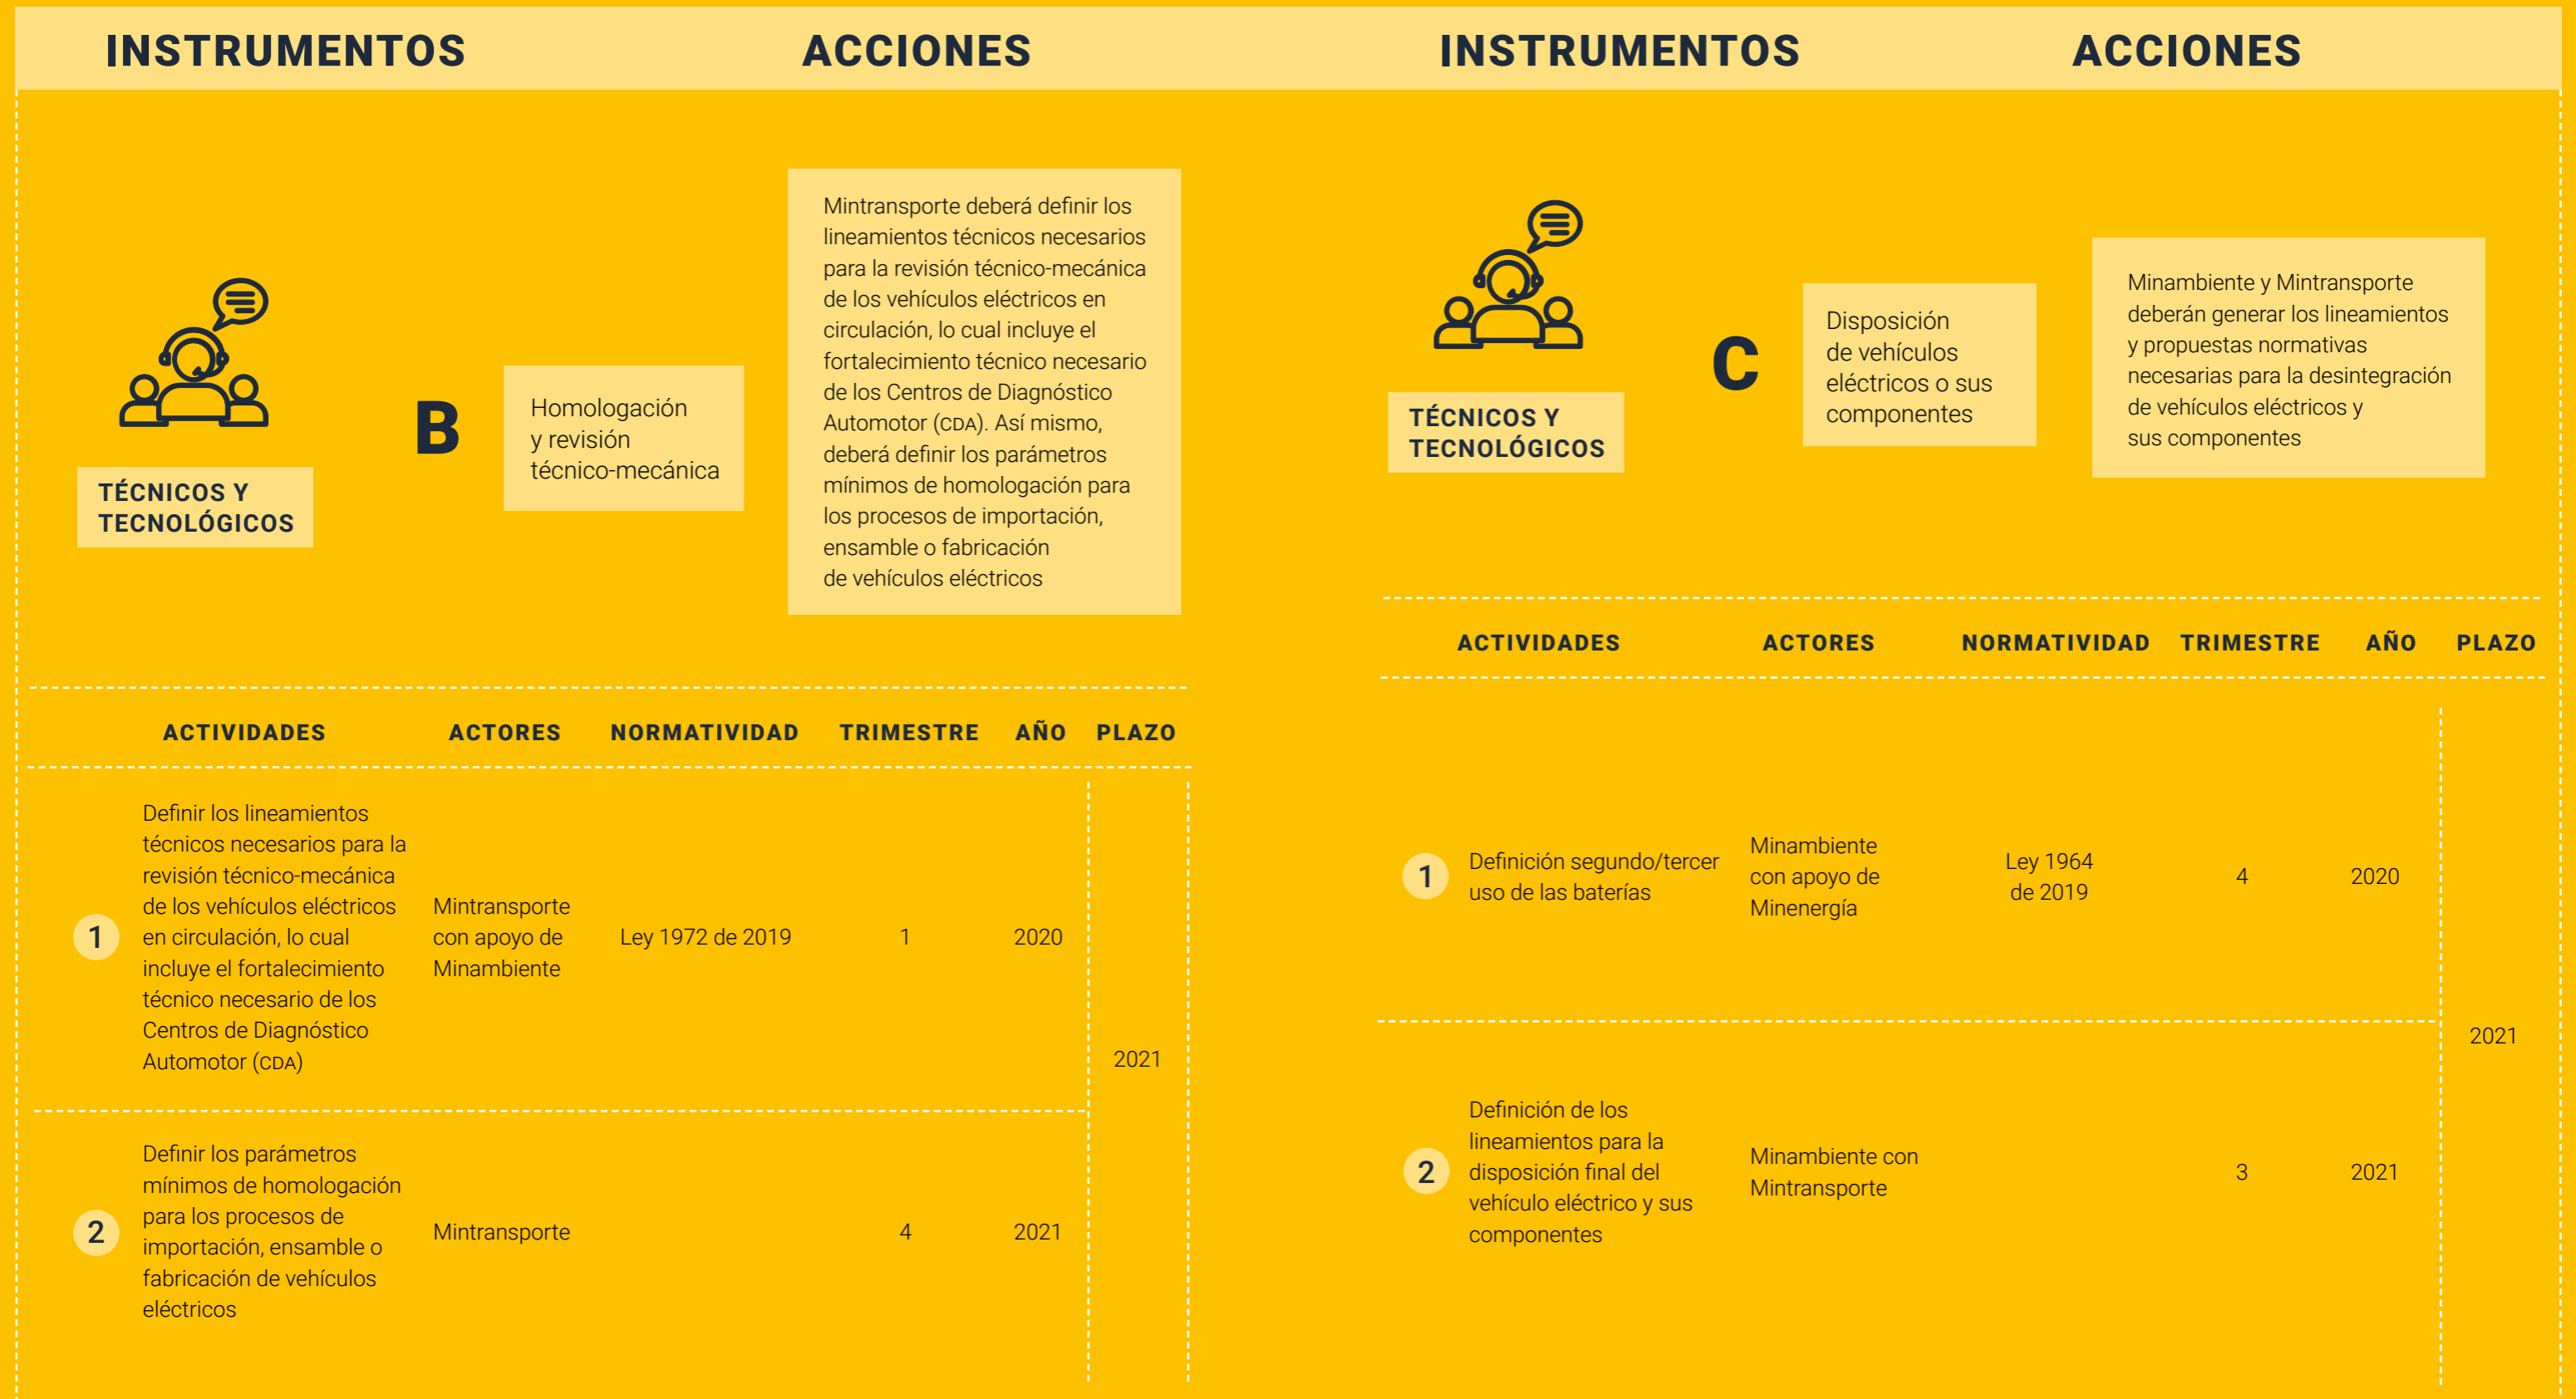 INSTRUMENTOS
ACCIONES
TÉCNICOS Y
TECNOLÓGICOS
B
Homologación
y revisión
técnico-mecánica
Mintransporte deberá definir los
lineamientos técnicos necesarios
para la revisión técnico-mecánica
de los vehículos eléctricos en
circulación, lo cual incluye el
fortalecimiento técnico necesario
de los Centros de Diagnóstico
Automotor (CDA). Así mismo,
deberá definir los parámetros
mínimos de homologación para
los procesos de importación,
ensamble o fabricación
de vehículos eléctricos
ACTIVIDADES
ACTORES
NORMATIVIDAD
TRIMESTRE
AÑO
PLAZO
1
Definir los lineamientos
técnicos necesarios para la
revisión técnico-mecánica
de los vehículos eléctricos
en circulación, lo cual
incluye el fortalecimiento
técnico necesario de los
Centros de Diagnóstico
Automotor (CDA)
Mintransporte
con apoyo de
Minambiente
Ley 1972 de 2019
1
2020
2021
2
Definir los parámetros
mínimos de homologación
para los procesos de
importación, ensamble o
fabricación de vehículos
eléctricos
Mintransporte
4
2021
INSTRUMENTOS
ACCIONES
TÉCNICOS Y
TECNOLÓGICOS
C
Disposición
de vehículos
eléctricos o sus
componentes
Minambiente y Mintransporte
deberán generar los lineamientos
y propuestas normativas
necesarias para la desintegración
de vehículos eléctricos y
sus componentes
ACTIVIDADES
ACTORES
NORMATIVIDAD
TRIMESTRE
AÑO
PLAZO
1
Definición segundo/tercer
uso de las baterías
Minambiente
con apoyo de
Minenergía
Ley 1964
de 2019
4
2020
2021
2
Definición de los
lineamientos para la
disposición final del
vehículo eléctrico y sus
componentes
Minambiente con
Mintransporte
3
2021